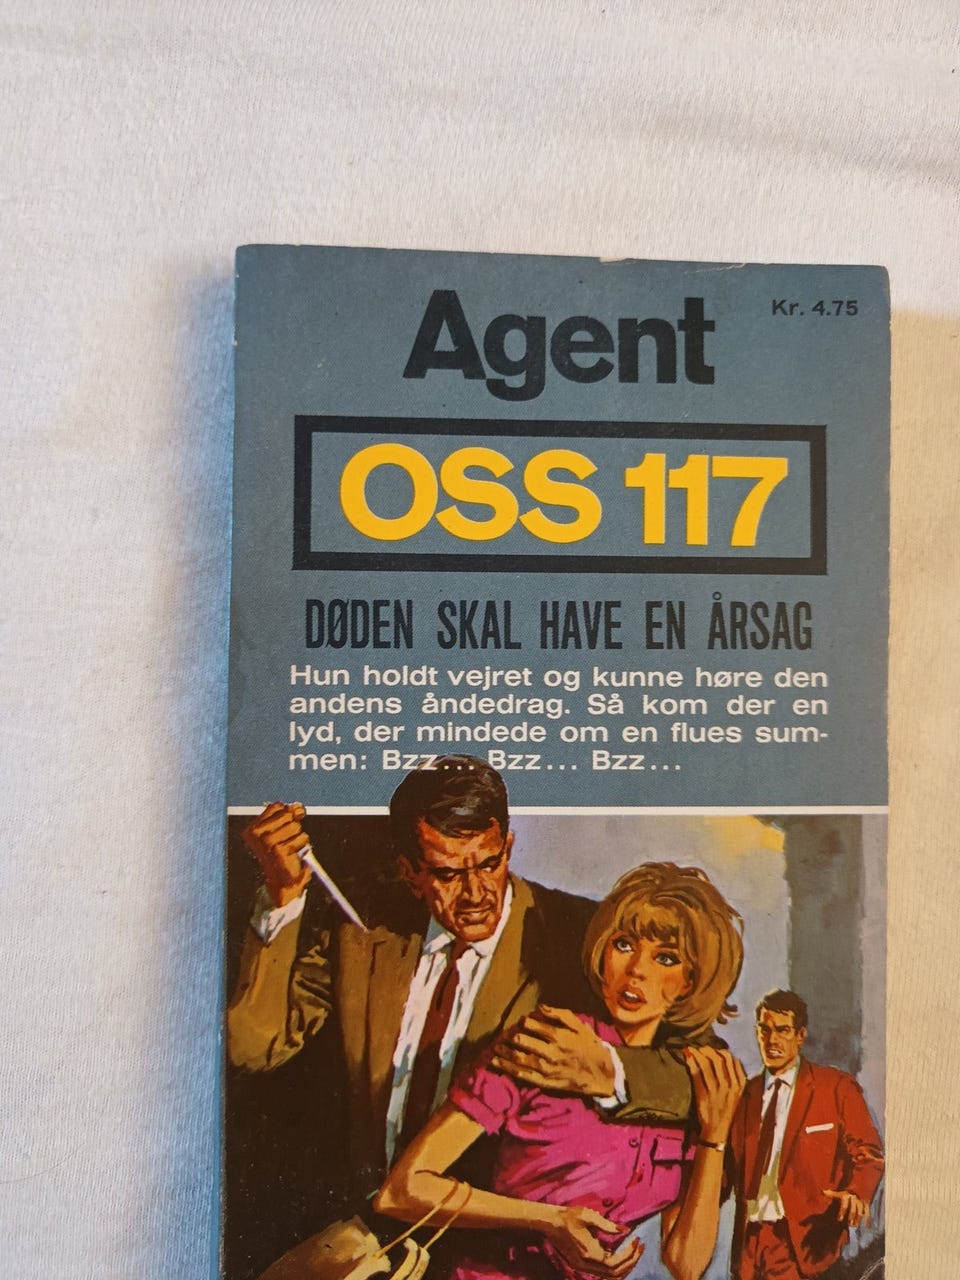 Agent
Kr. 4.75
OSS 117
DØDEN SKAL HAVE EN ÅRSAG
Hun holdt vejret og kunne høre den
andens åndedrag. Så kom der en
lyd, der mindede om en flues sum-
men: Bzz... Bzz... Bzz...